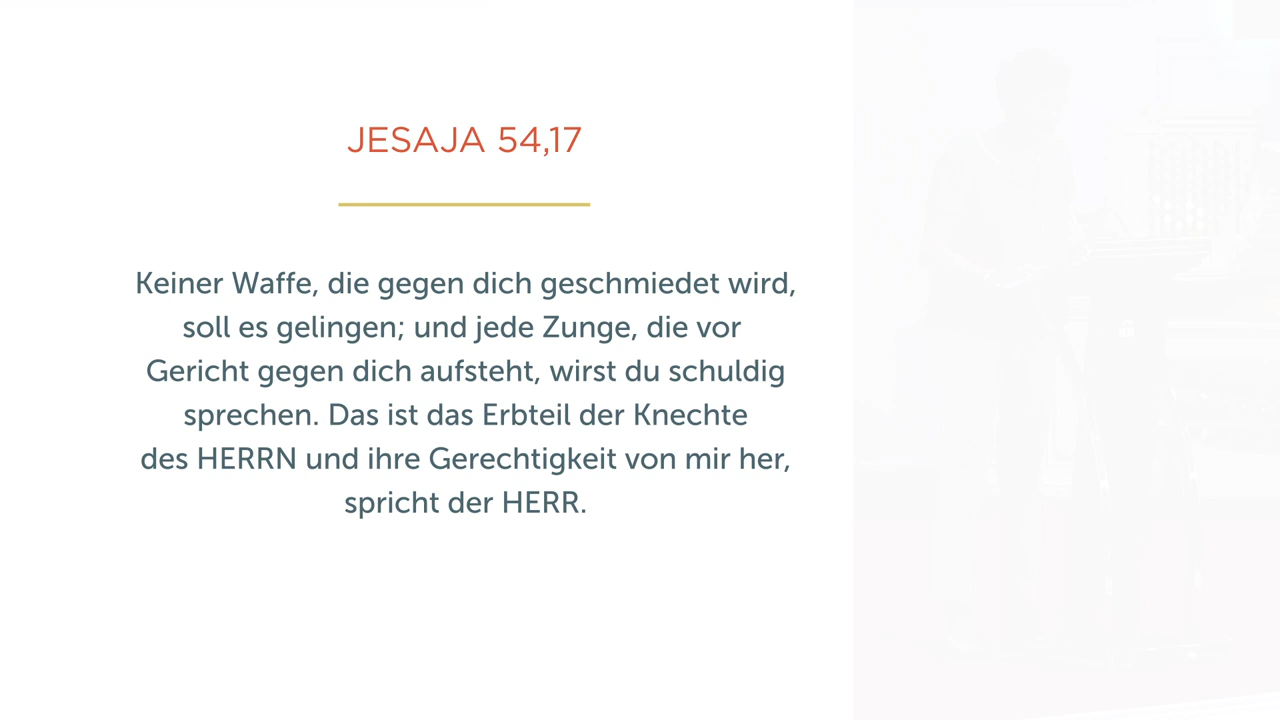 JESAJA 54,17
Keiner Waffe, die gegen dich geschmiedet wird,
soll es gelingen; und jede Zunge, die vor
Gericht gegen dich aufsteht, wirst du schuldig
sprechen. Das ist das Erbteil der Knechte
des HERRN und ihre Gerechtigkeit von mir her,
spricht der HERR.